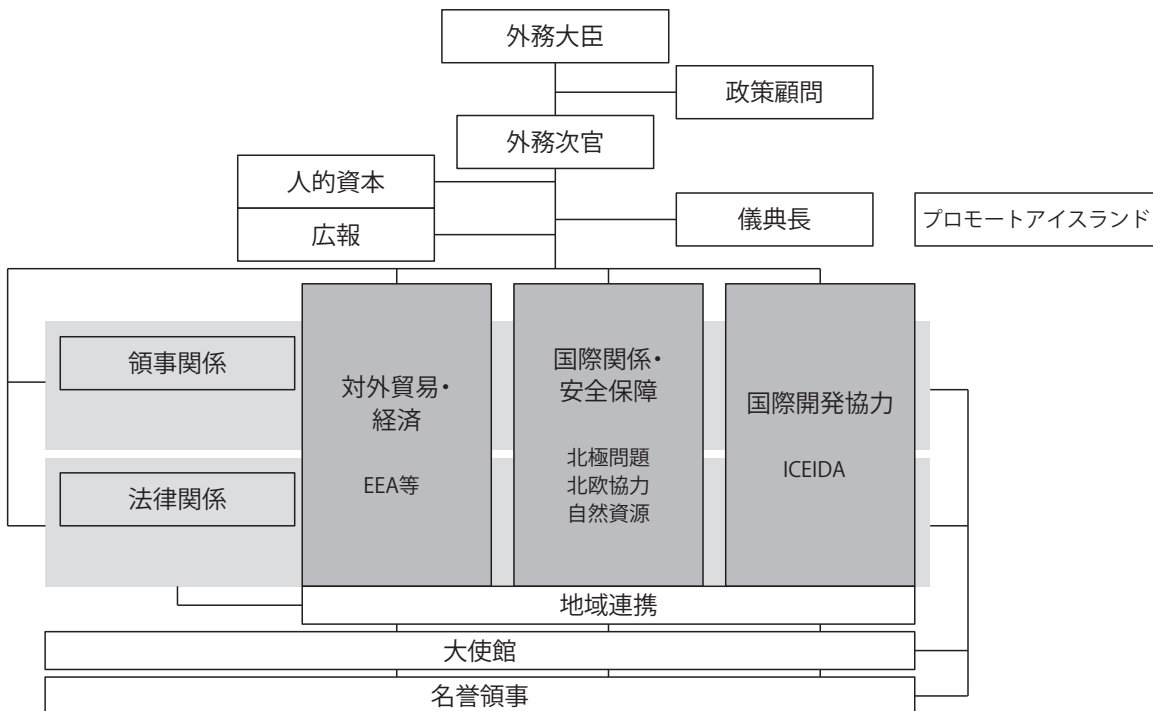 外務大臣
政策顧問
外務次官
人的資本
広報
儀典長
プロモートアイスランド
領事関係
法律関係
対外貿易・
経済
EEA等
国際関係・
安全保障
北極問題
北欧協力
自然資源
国際開発協力
ICEIDA
地域連携
大使館
名誉領事